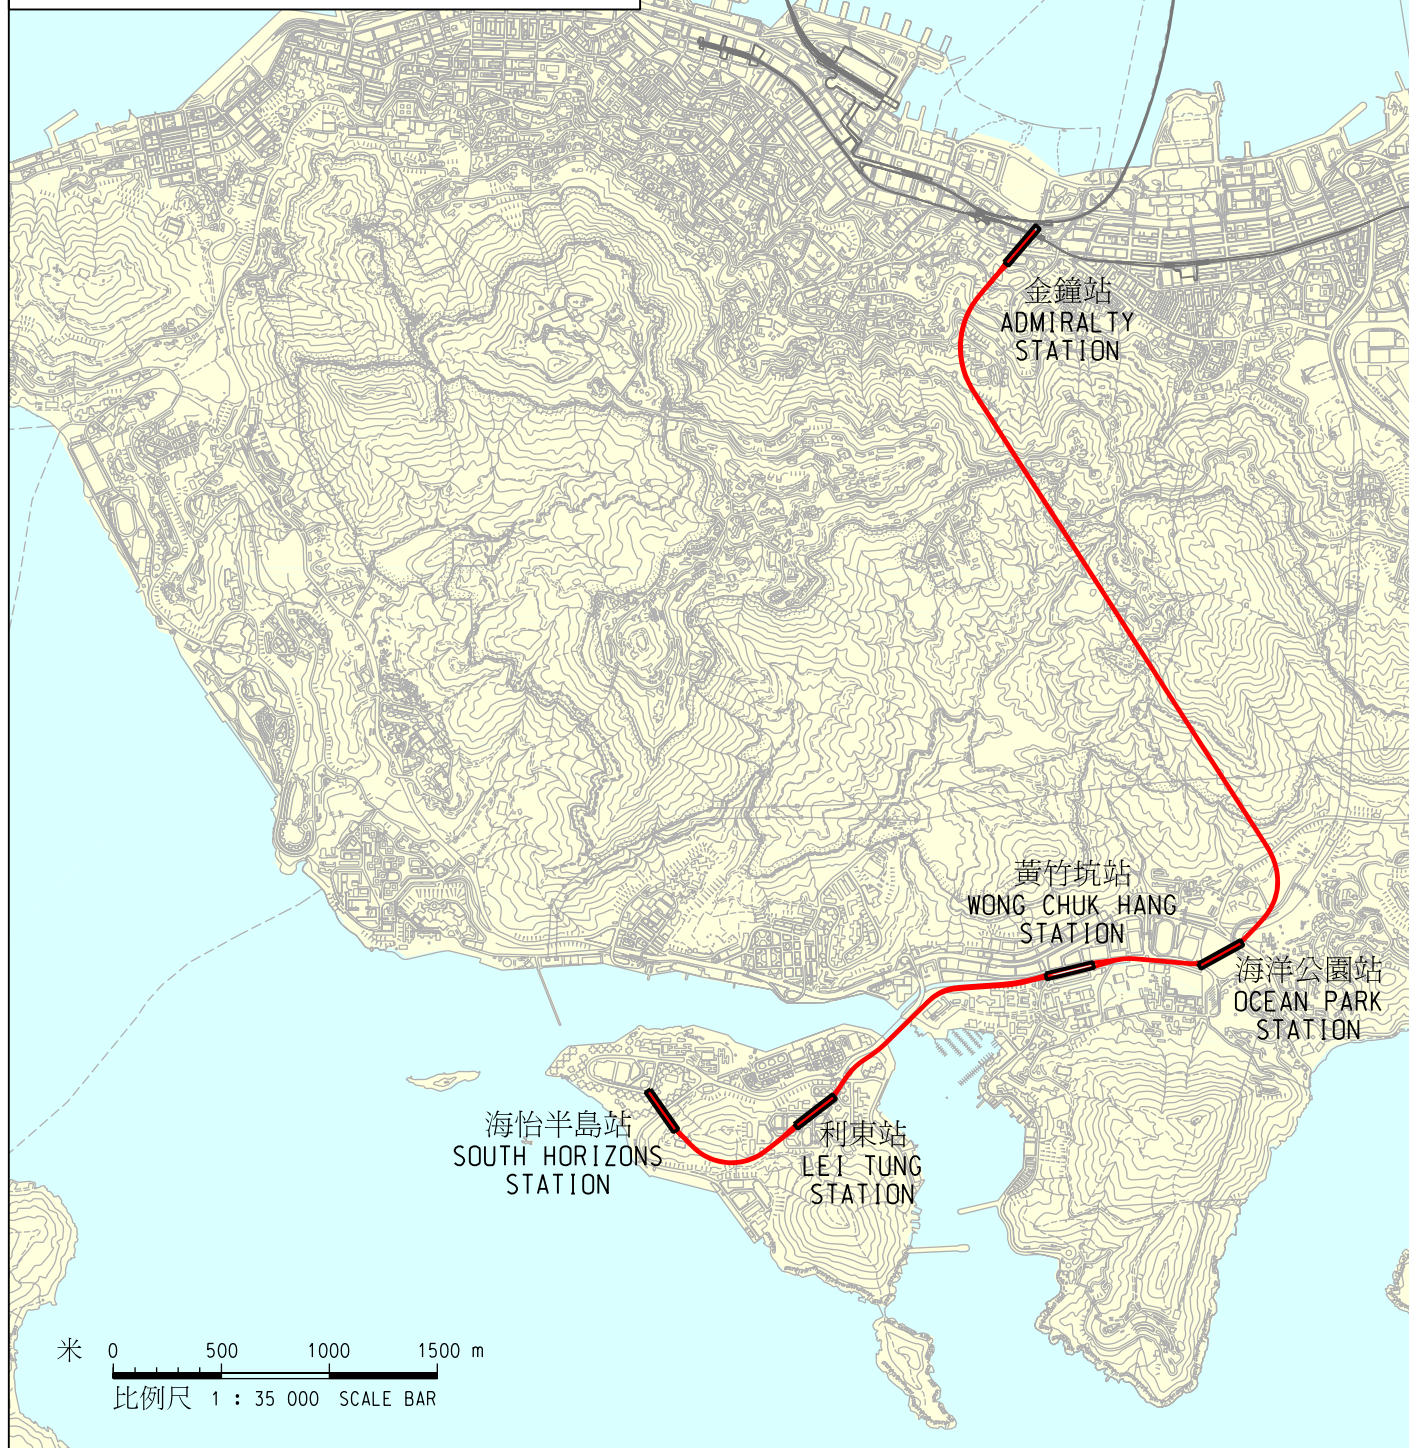 金鐘站
ADMIRALTY
STATION
黃竹坑站
WONG CHUK HANG
STATION
海洋公園站
OCEAN PARK
STATION
海怡半島站
SOUTH HORIZONS
STATION
利東站
LEI TUNG
STATION
米 0 500 1000 1500 m
比例尺 1 : 35 000 SCALE BAR